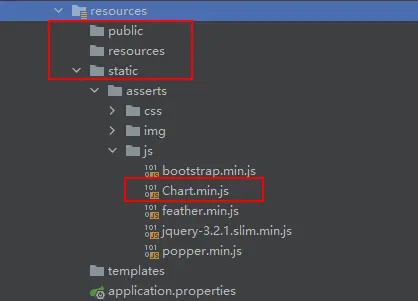 resources
public
resources
static
asserts
css
img
js
bootstrap.min.js
Chart.min.js
feather.min.js
jquery-3.2.1.slim.min.js
popper.min.js
templates
application.properties